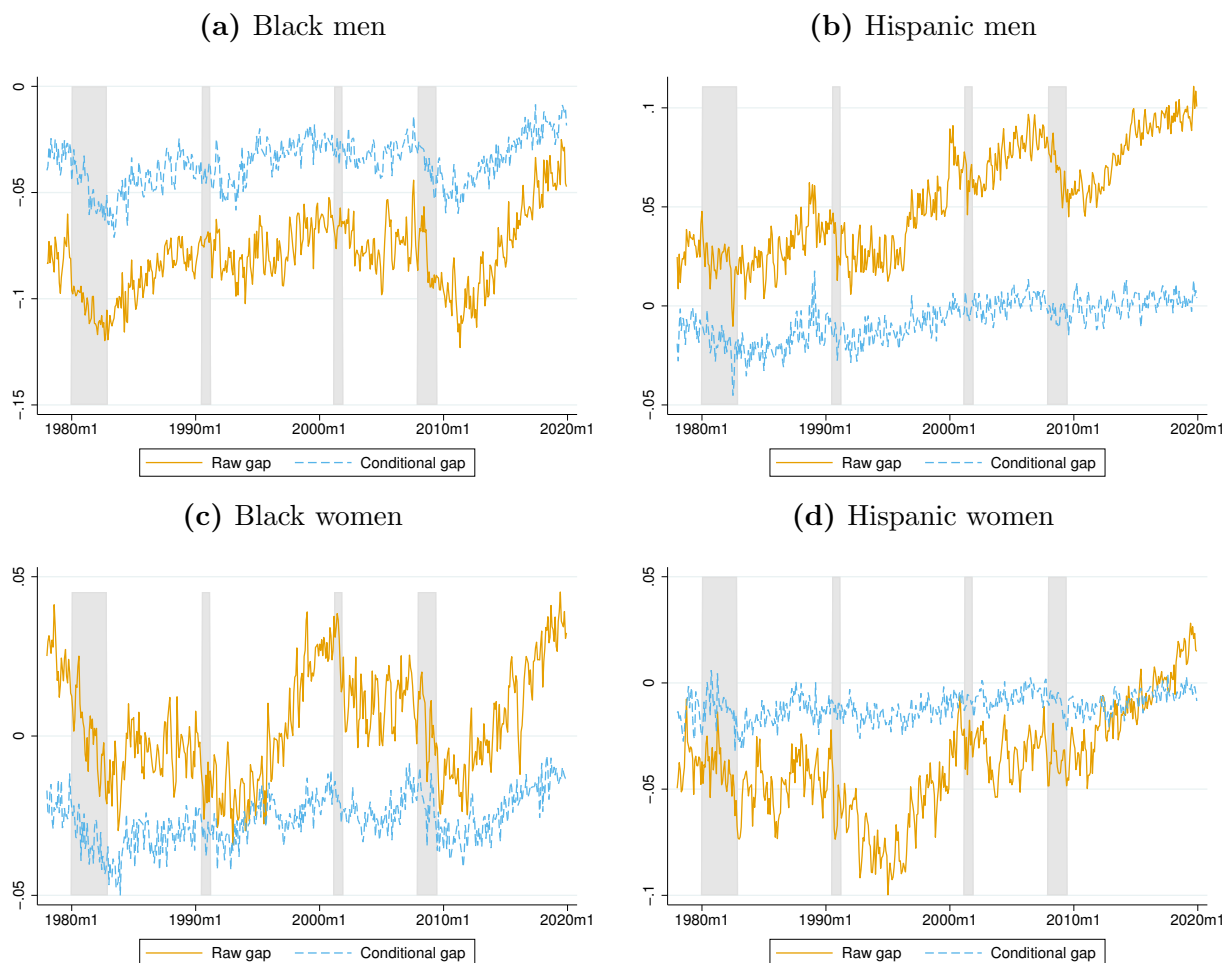 (a) Black men
0
-.05
-.1
-.15
1980m1 1990m1 2000m1 2010m1 2020m1
Raw gap Conditional gap
(b) Hispanic men
.1
.05
0
-.05
1980m1 1990m1 2000m1 2010m1 2020m1
Raw gap Conditional gap
(c) Black women
.05
0
-.05
1980m1 1990m1 2000m1 2010m1 2020m1
Raw gap Conditional gap
(d) Hispanic women
.05
0
-.05
-.1
1980m1 1990m1 2000m1 2010m1 2020m1
Raw gap Conditional gap